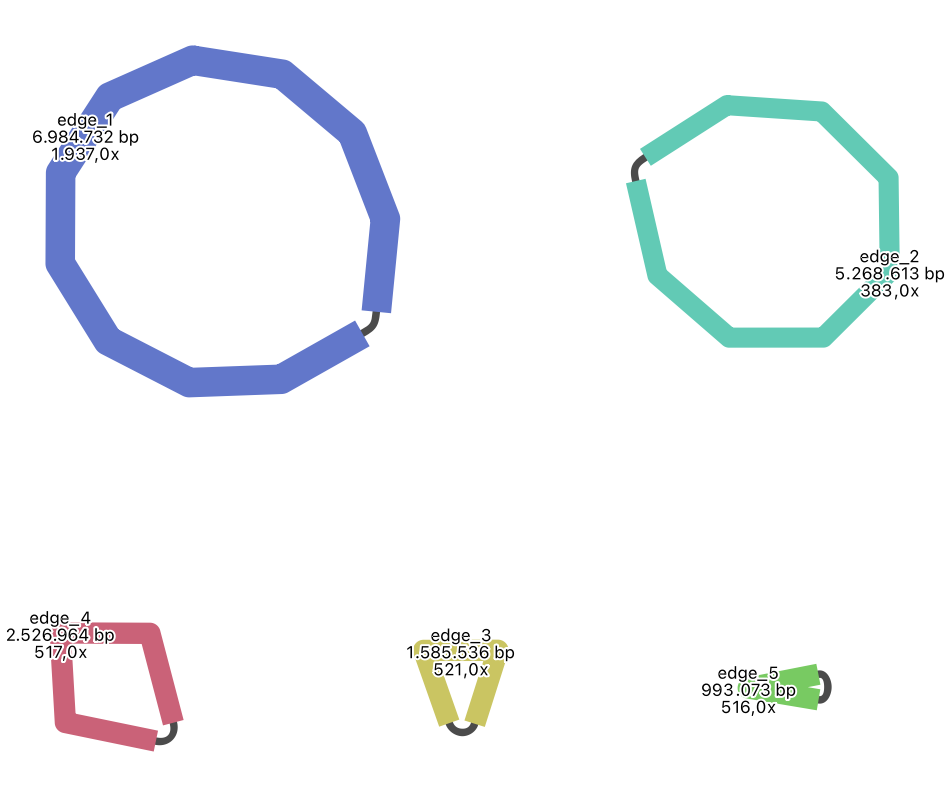 edge_1
6.984.732 bp
1.937,0x
edge_2
5.268.613 bp
383,0x
edge_4
2.526.964 bp
517,0x
edge_3
1.585.536 bp
521,0x
edge_5
993.073 bp
516,0x